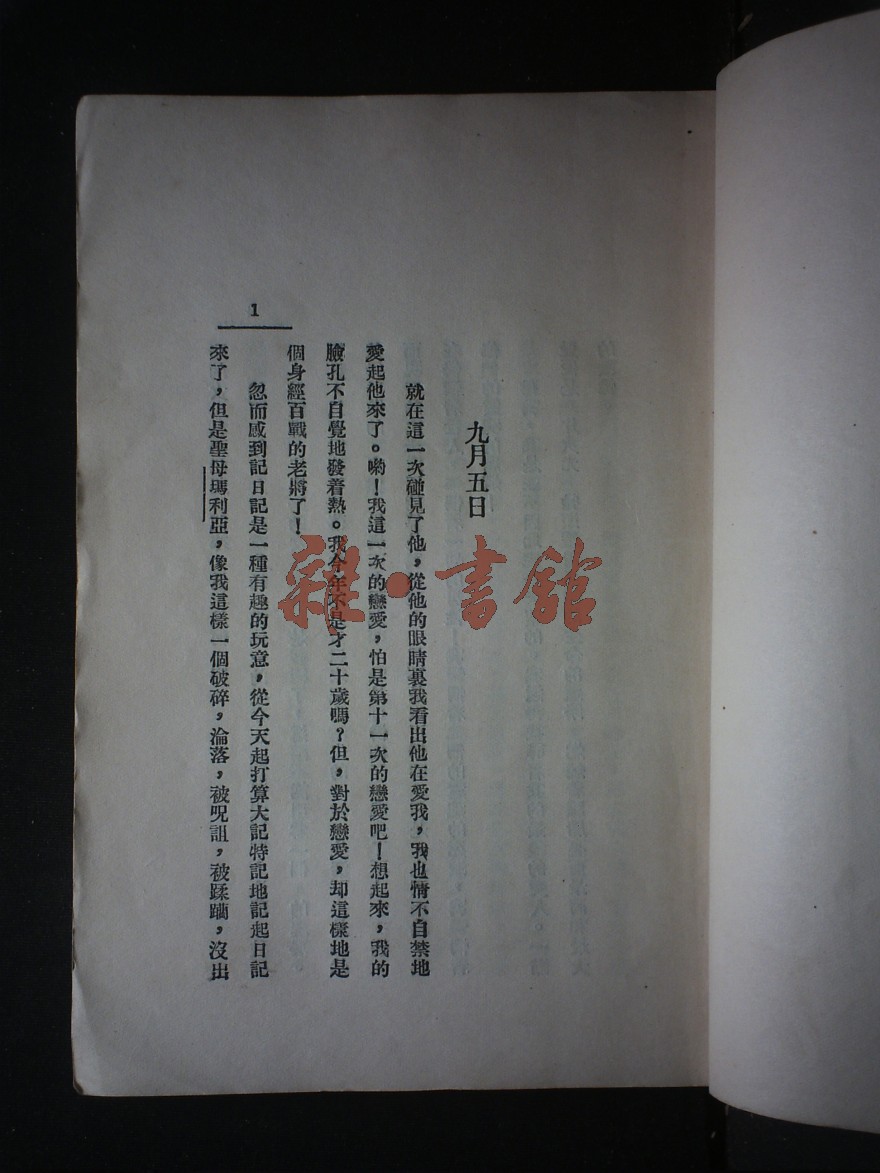 九月五日
就在這一次碰見了他，從他的眼睛裏我看出他在愛我，我也情不自禁地
愛起他來了。喲！我這一次的戀愛，怕是第十一次的戀愛吧！想起來，我的
臉孔不自覺地發着熱。我今年不是才二十歲嗎？但，對於戀愛，却這樣地是
個身經百戰的老將了！
忽而感到記日記是一種有趣的玩意，從今天起打算大記特記地記起日記
來了，但是聖母瑪利亞，像我這樣一個破碎，淪落，被呪詛，被蹂躪，沒出
1
雜·書館